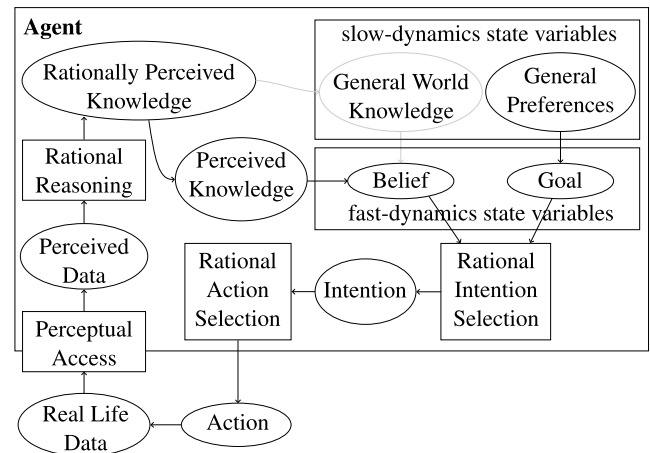 Agent
slow-dynamics state variables
Rationally Perceived
Knowledge
General World
Knowledge
General
Preferences
Rational
Reasoning
Perceived
Knowledge
Belief
Goal
fast-dynamics state variables
Perceived
Data
Rational
Action
Selection
Intention
Rational
Intention
Selection
Perceptual
Access
Real Life
Data
Action